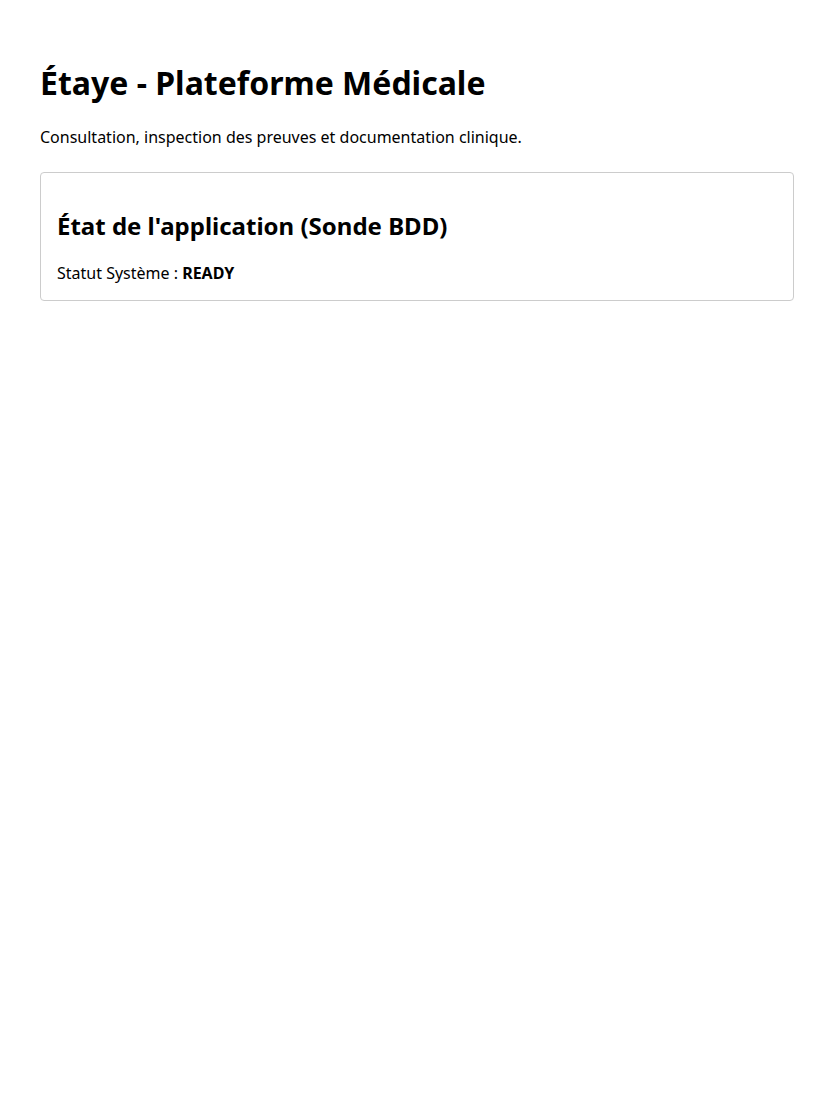 Étaye - Plateforme Médicale
Consultation, inspection des preuves et documentation clinique.
État de l'application (Sonde BDD)
Statut Système : READY